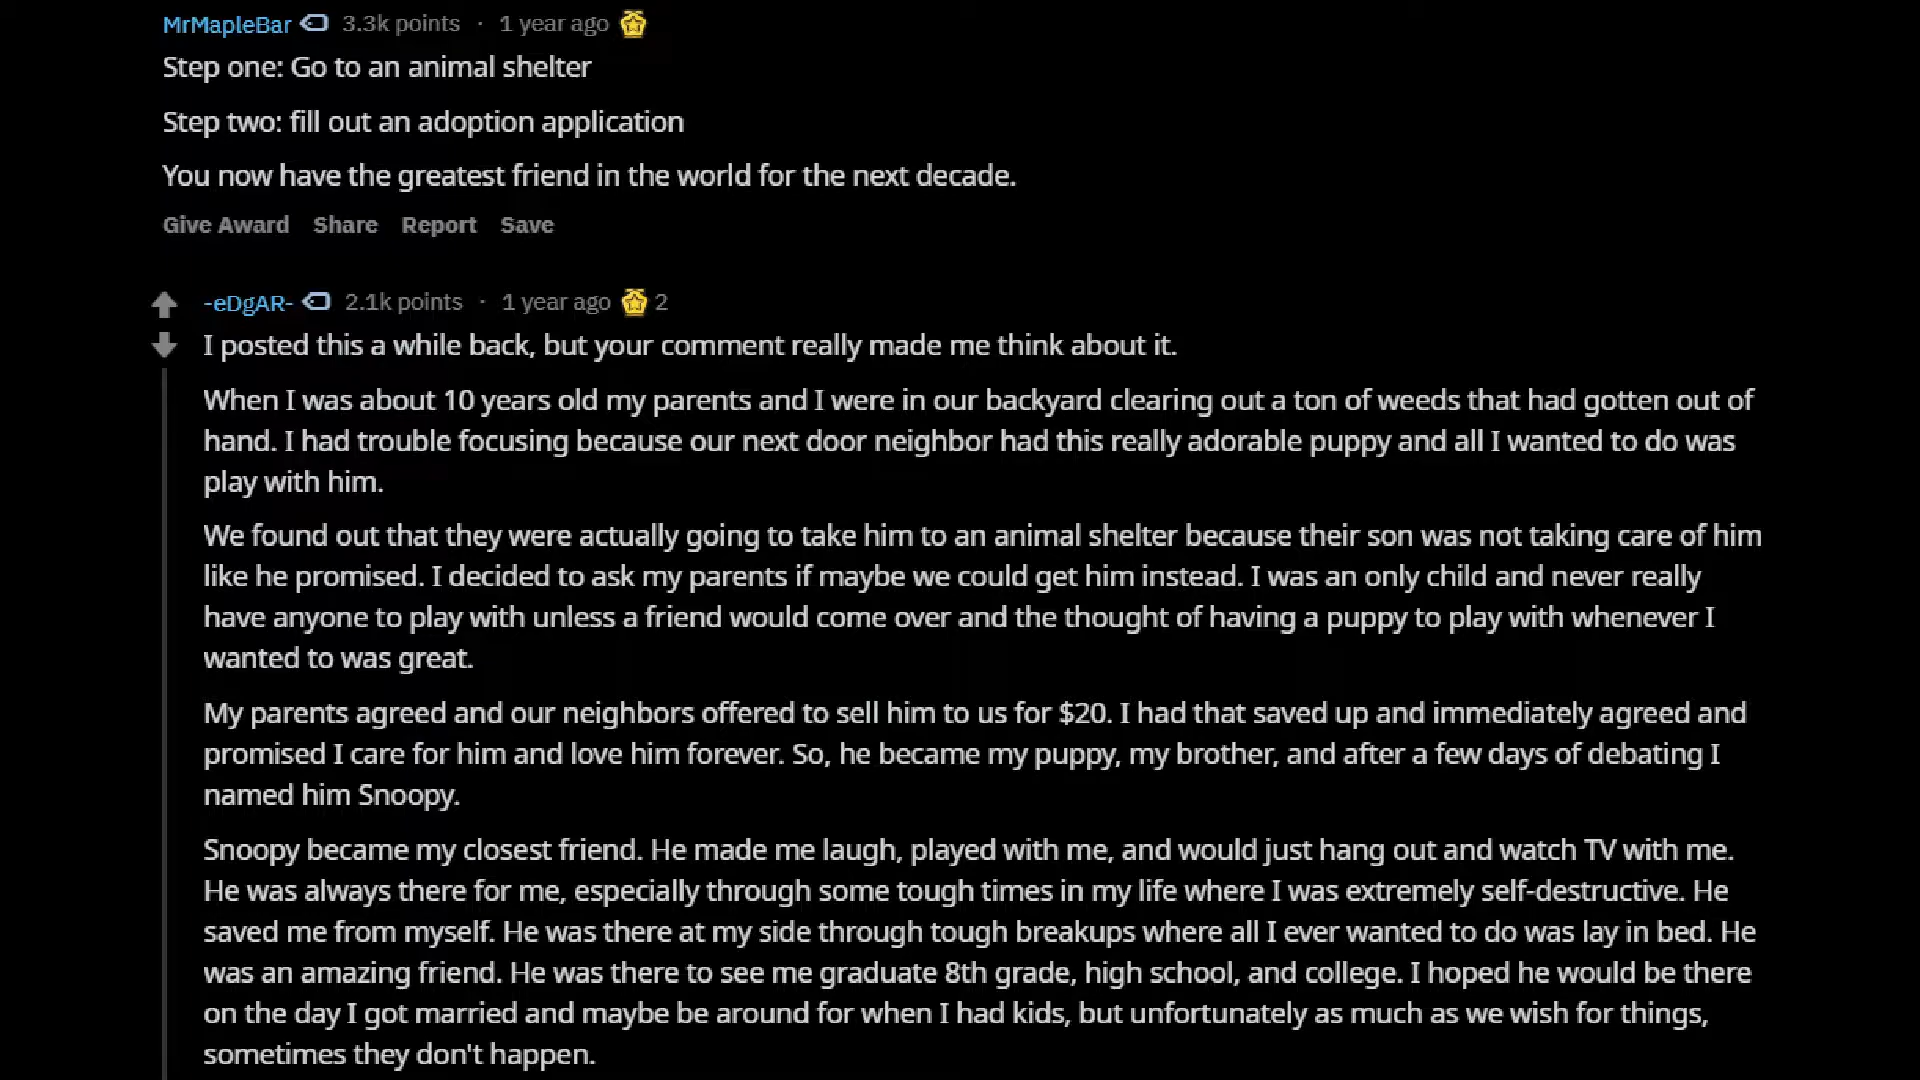 MrMapleBar 3.3k points · 1 year ago
Step one: Go to an animal shelter
Step two: fill out an adoption application
You now have the greatest friend in the world for the next decade.
Give Award Share Report Save
-eDgAR- 2.1k points · 1 year ago 2
I posted this a while back, but your comment really made me think about it.
When I was about 10 years old my parents and I were in our backyard clearing out a ton of weeds that had gotten out of
hand. I had trouble focusing because our next door neighbor had this really adorable puppy and all I wanted to do was
play with him.
We found out that they were actually going to take him to an animal shelter because their son was not taking care of him
like he promised. I decided to ask my parents if maybe we could get him instead. I was an only child and never really
have anyone to play with unless a friend would come over and the thought of having a puppy to play with whenever I
wanted to was great.
My parents agreed and our neighbors offered to sell him to us for $20. I had that saved up and immediately agreed and
promised I care for him and love him forever. So, he became my puppy, my brother, and after a few days of debating I
named him Snoopy.
Snoopy became my closest friend. He made me laugh, played with me, and would just hang out and watch TV with me.
He was always there for me, especially through some tough times in my life where I was extremely self-destructive. He
saved me from myself. He was there at my side through tough breakups where all I ever wanted to do was lay in bed. He
was an amazing friend. He was there to see me graduate 8th grade, high school, and college. I hoped he would be there
on the day I got married and maybe be around for when I had kids, but unfortunately as much as we wish for things,
sometimes they don't happen.